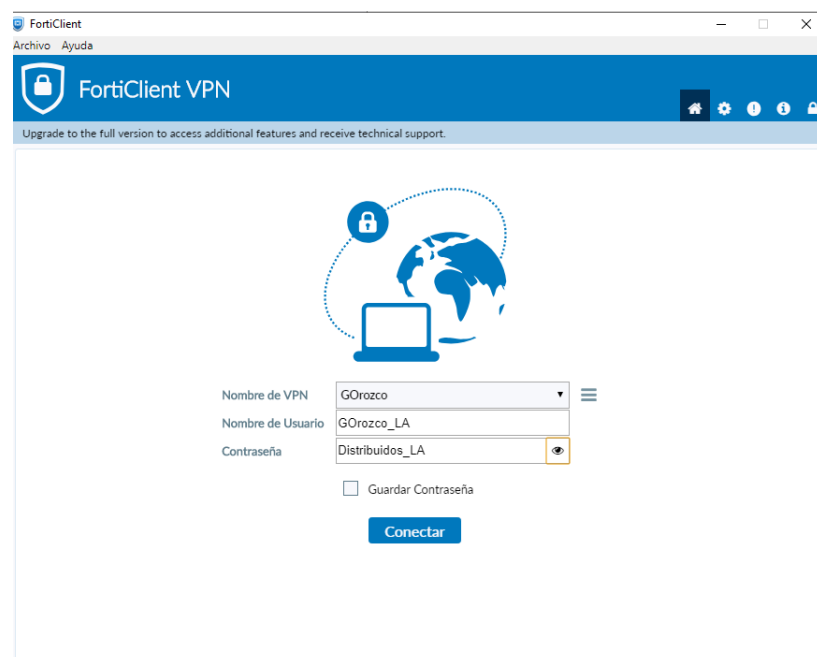 FortiClient
Archivo Ayuda
FortiClient VPN
Upgrade to the full version to access additional features and receive technical support.
Nombre de VPN GOrozco
Nombre de Usuario GOrozco_LA
Contraseña Distribuidos_LA
Guardar Contraseña
Conectar